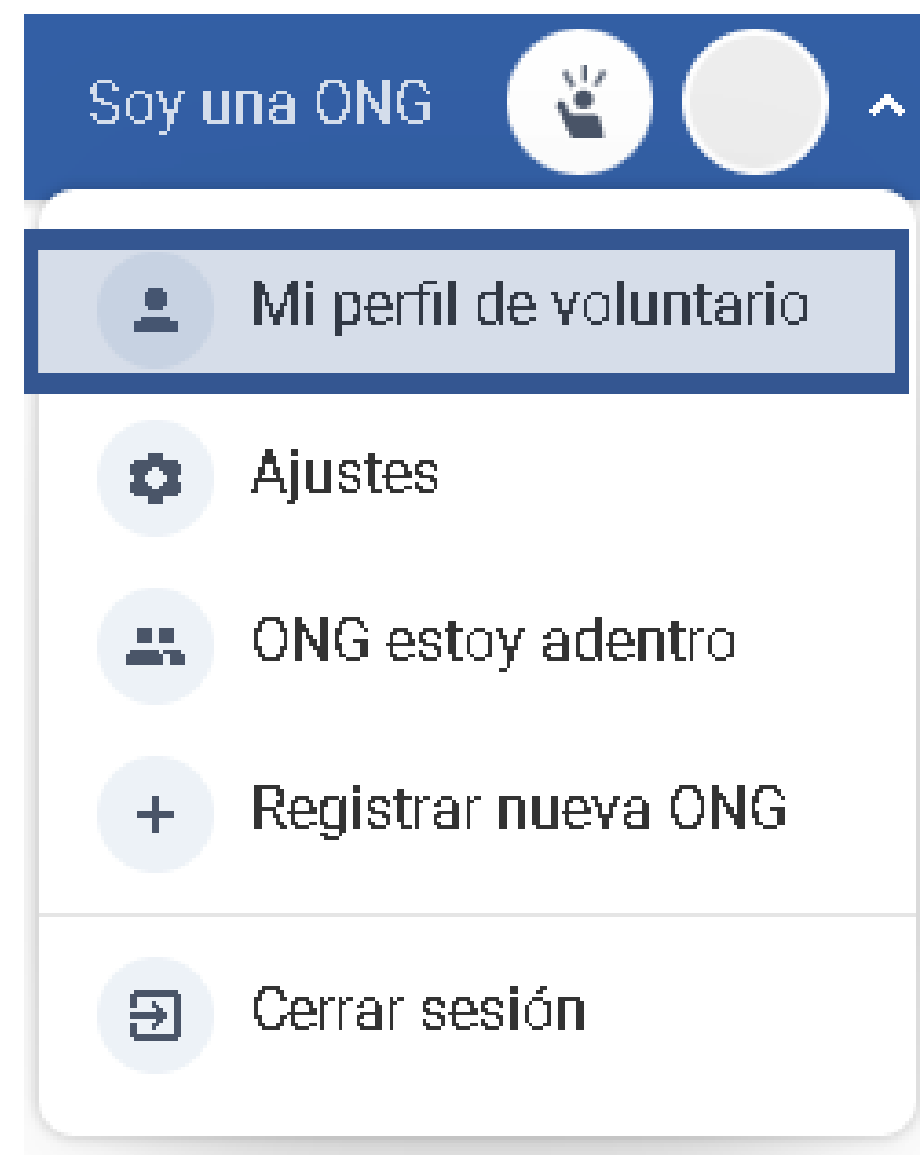 Soy una ONG
Mi perfil de voluntario
Ajustes
ONG estoy adentro
Registrar nueva ONG
Cerrar sesión